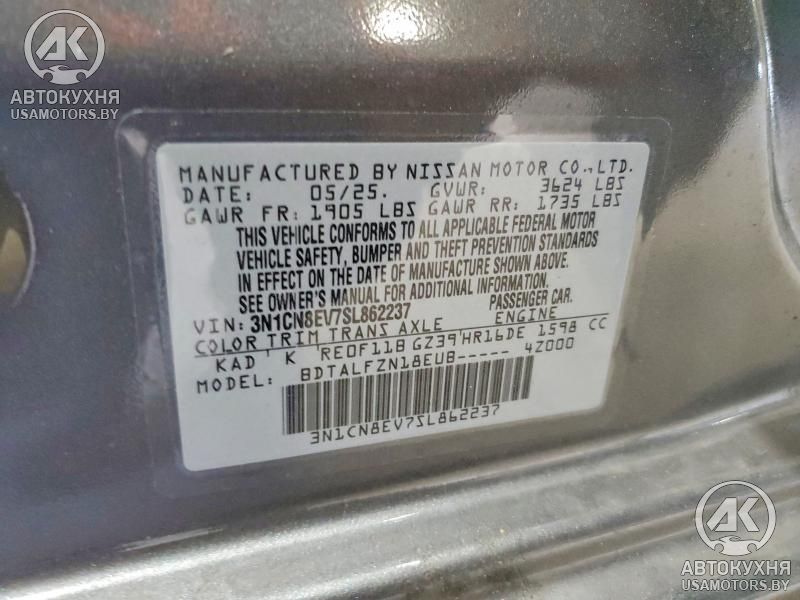 AK
АВТОКУХНЯ
USAMOTORS.BY
MANUFACTURED BY NISSAN MOTOR CO.,LTD.
DATE: 05/25. GVWR: 3624 LBS
GAWR FR: 1905 LBS GAWR RR: 1735 LBS
THIS VEHICLE CONFORMS TO ALL APPLICABLE FEDERAL MOTOR
VEHICLE SAFETY, BUMPER AND THEFT PREVENTION STANDARDS
IN EFFECT ON THE DATE OF MANUFACTURE SHOWN ABOVE.
SEE OWNER'S MANUAL FOR ADDITIONAL INFORMATION.
VIN: 3N1CN8EV7SL862237 PASSENGER CAR.
COLOR TRIM TRANS AXLE ENGINE
KAD ' K 'RE0F11B GZ39'HR16DE 1598 CC
MODEL: BDTALFZN18EUB----- 4Z000
3N1CN8EV7SL862237
AK
АВТОКУХНЯ
USAMOTORS.BY